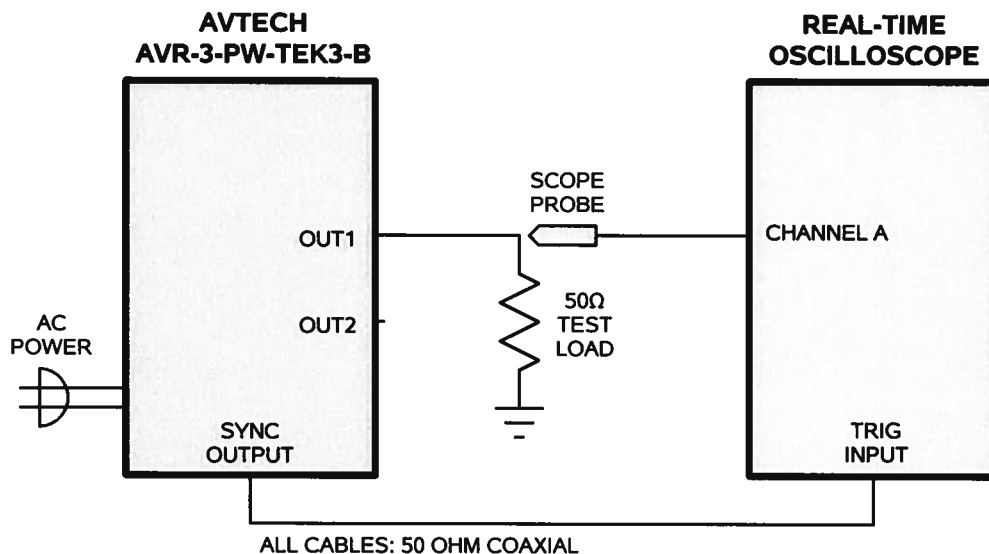 AVTECH
AVR-3-PW-TEK3-B
REAL-TIME
OSCILLOSCOPE
SCOPE
PROBE
OUT1
CHANNEL A
50Ω
TEST
LOAD
OUT2
AC
POWER
SYNC
OUTPUT
TRIG
INPUT
ALL CABLES: 50 OHM COAXIAL